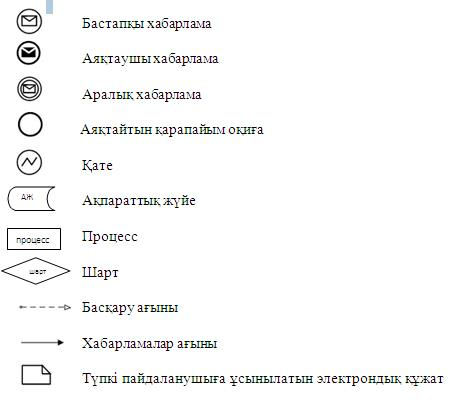 Бастапқы хабарлама
Аяқтаушы хабарлама
Аралық хабарлама
Аяқтайтын қарапайым оқиға
Қате
АЖ Ақпараттық жүйе
процесс Процесс
шарт Шарт
Басқару ағыны
Хабарламалар ағыны
Түпкі пайдаланушыға ұсынылатын электрондық құжат